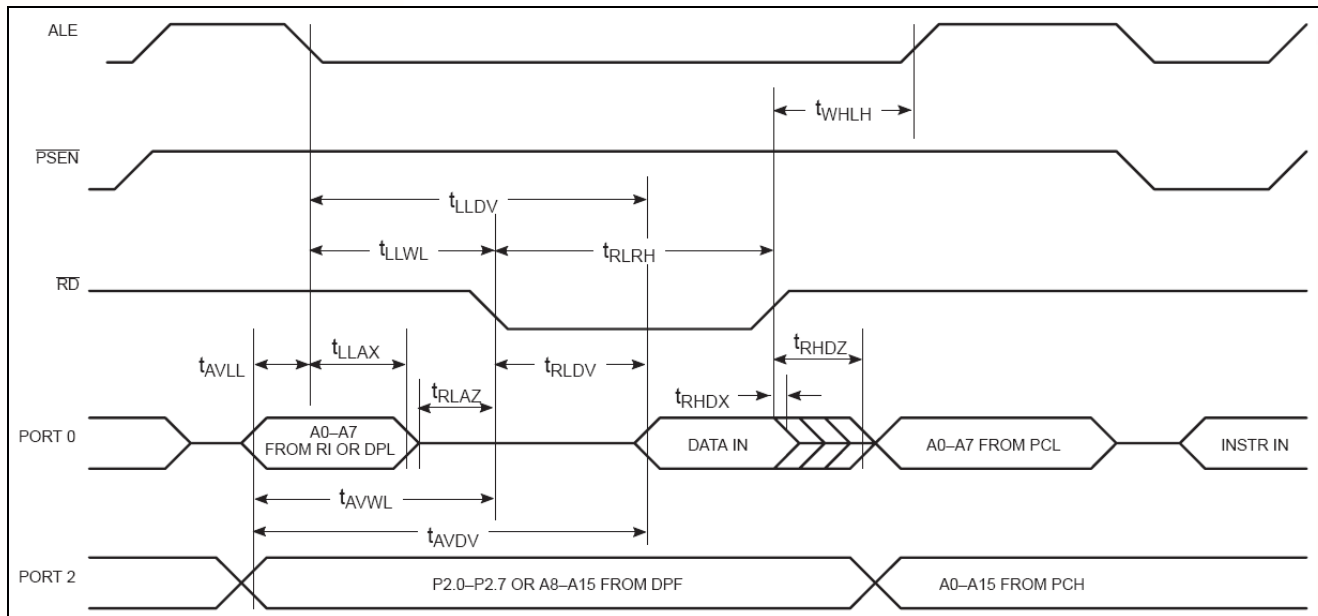 ALE
tWHLH
PSEN
tLLDV
tLLWL
tRLRH
RD
tAVLL
tLLAX
tRLAZ
tRLDV
tRHDZ
tRHDX
PORT 0
A0–A7
FROM RI OR DPL
DATA IN
A0–A7 FROM PCL
INSTR IN
tAVWL
tAVDV
PORT 2
P2.0–P2.7 OR A8–A15 FROM DPF
A0–A15 FROM PCH